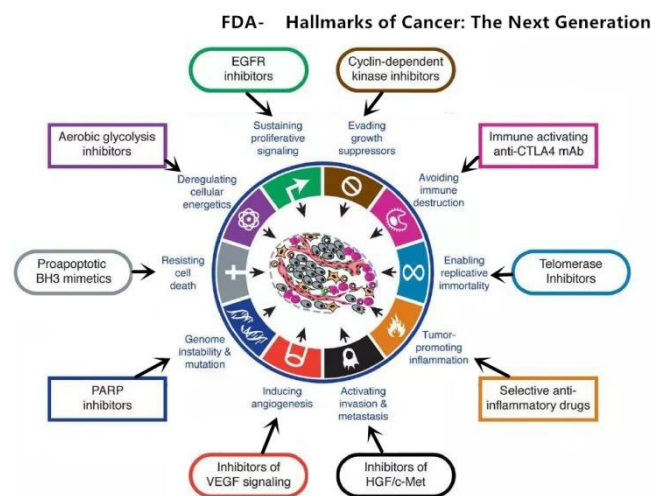 FDA- Hallmarks of Cancer: The Next Generation
EGFR
inhibitors
Cyclin-dependent
kinase inhibitors
Sustaining
proliferative
signaling
Evading
growth
suppressors
Aerobic glycolysis
inhibitors
Immune activating
anti-CTLA4 mAb
Deregulating
cellular
energetics
Avoiding
immune
destruction
Proapoptotic
BH3 mimetics
Resisting
cell
death
Enabling
replicative
immortality
Telomerase
Inhibitors
Genome
instability &
mutation
Tumor-
promoting
inflammation
PARP
inhibitors
Inducing
angiogenesis
Activating
invasion &
metastasis
Selective anti-
inflammatory drugs
Inhibitors of
VEGF signaling
Inhibitors of
HGF/c-Met